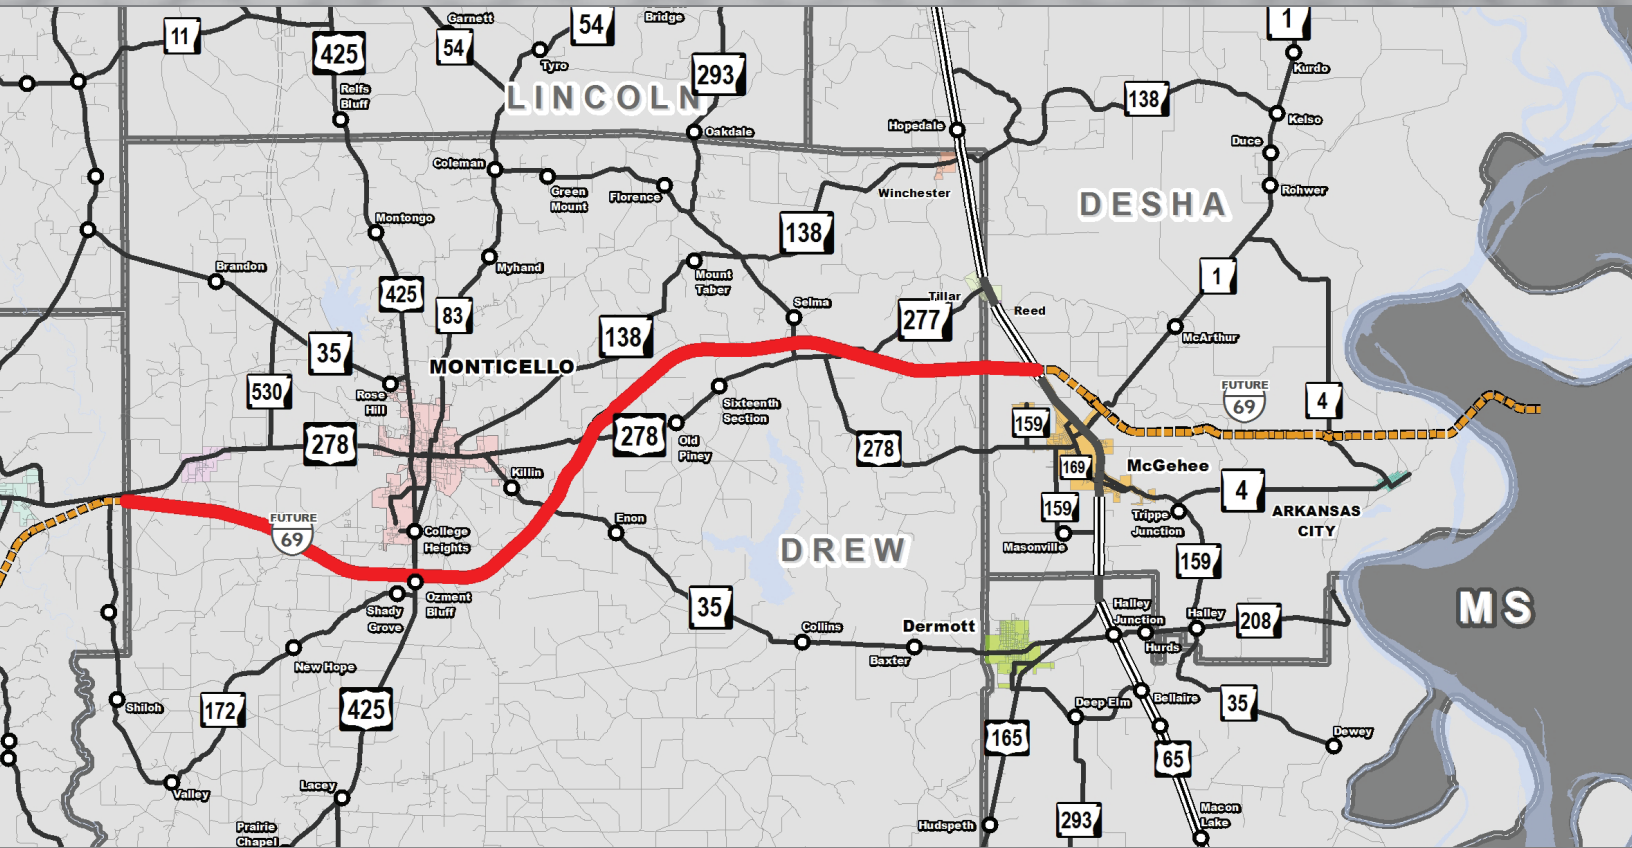 Garnett
54
Bridge
1
11
425
54
Tyro
293
Kurdo
Relfs
Bluff
LINCOLN
138
Kelso
Hopedale
Oakdale
Duce
Coleman
Green
Mount
Florence
Winchester
Rohwer
DESHA
Montongo
138
Brandon
Myhand
Mount
Taber
1
425
83
Selma
Tillar
277
Reed
138
McArthur
35
MONTICELLO
530
Rose
Hill
Sixteenth
Section
FUTURE
69
4
159
278
278
Old
Piney
278
McGehee
169
Killin
4
159
Trippe
Junction
ARKANSAS
CITY
FUTURE
69
College
Heights
Enon
Masonville
DREW
159
Ozment
Bluff
Shady
Grove
35
Halley
Junction
Halley
208
MS
Collins
Dermott
Baxter
Hurds
New Hope
Shiloh
172
425
Deep Elm
Bellaire
35
165
Dewey
65
Lacey
Valley
Macon
Lake
Prairie
Chapel
Hudspeth
293